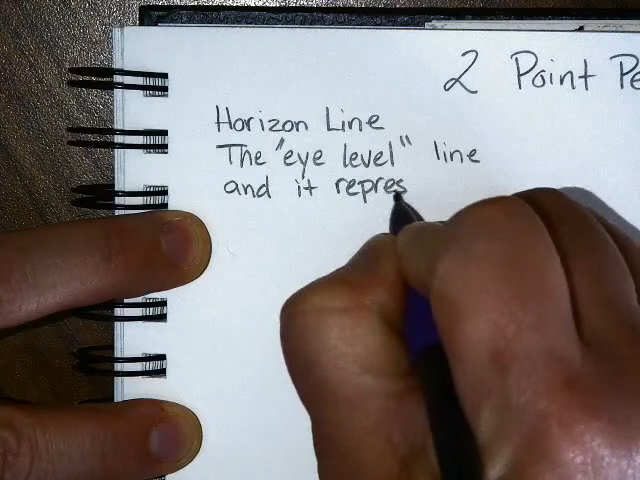 2 Point Pe
Horizon Line
The "eye level" line
and it repres